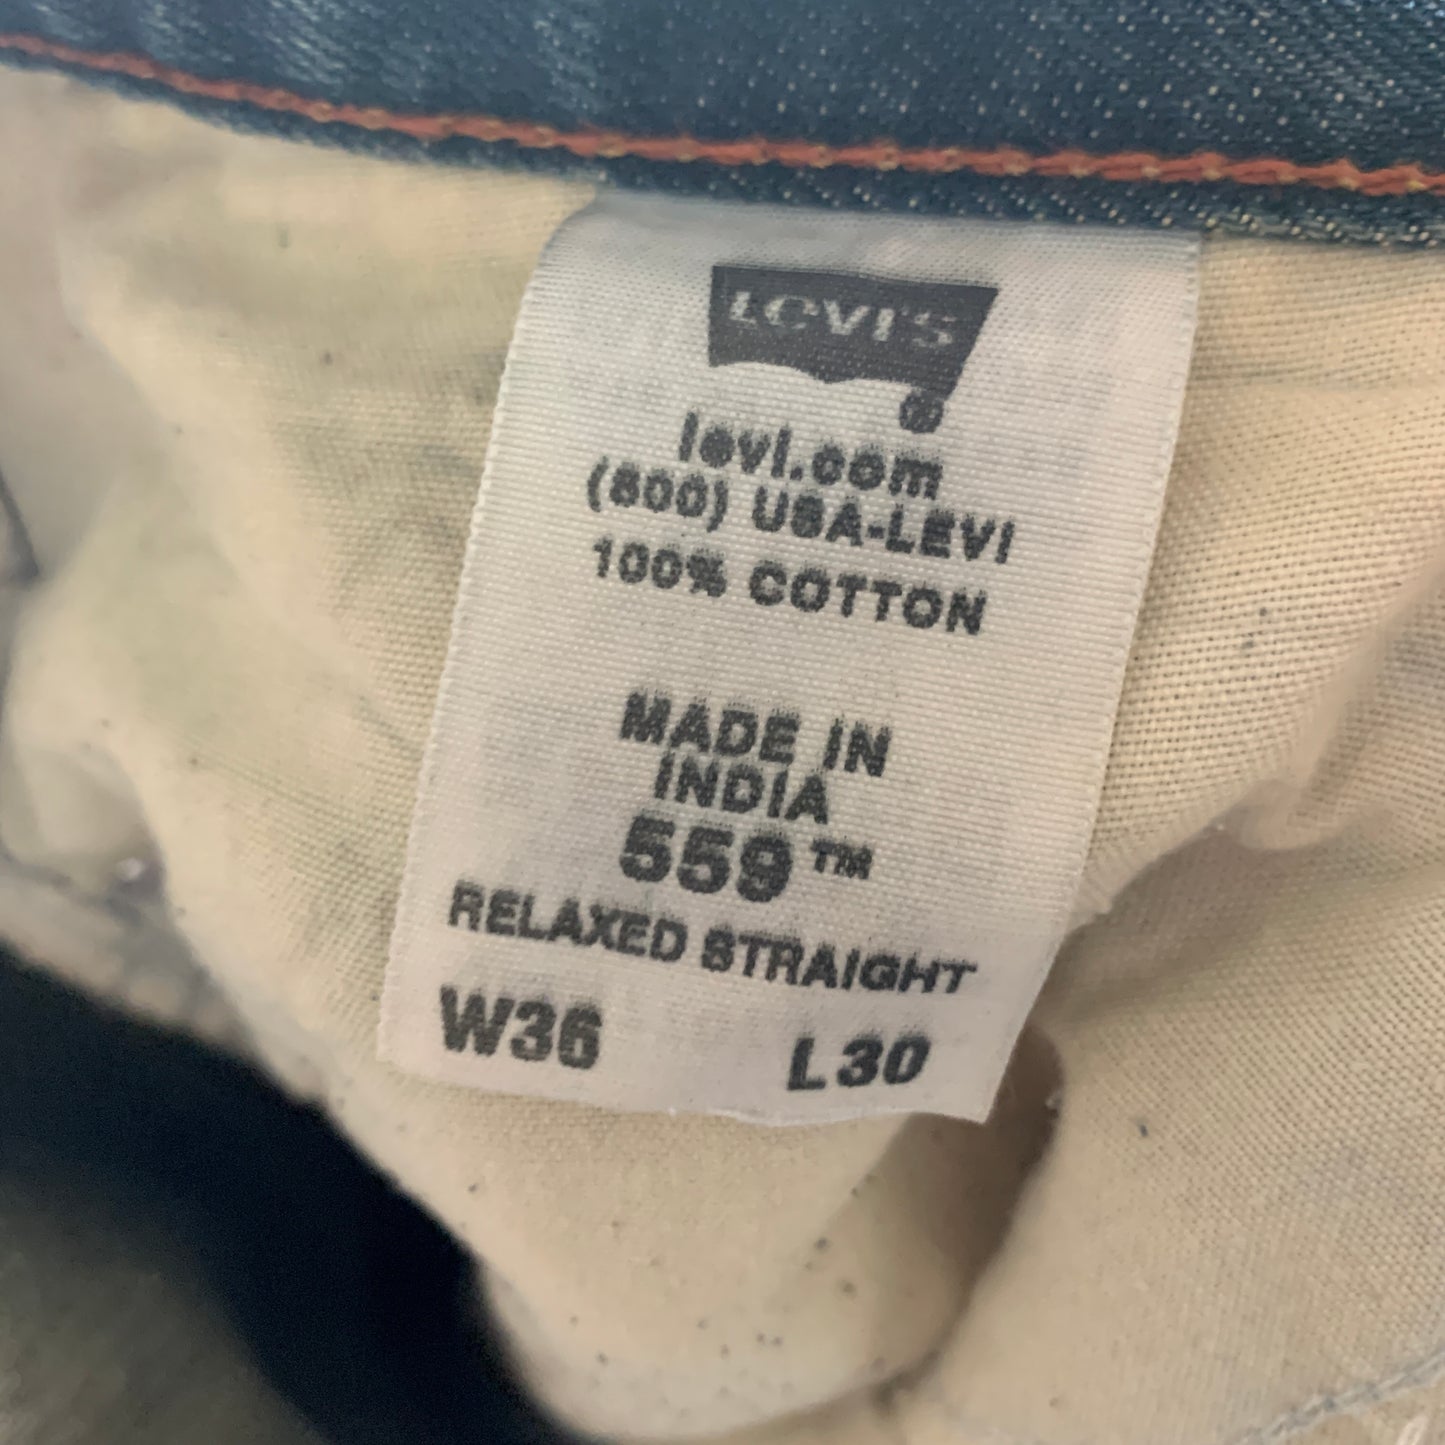 LEVI'S
®
levi.com
(800) USA-LEVI
100% COTTON
MADE IN
INDIA
559™
RELAXED STRAIGHT
W36 L30